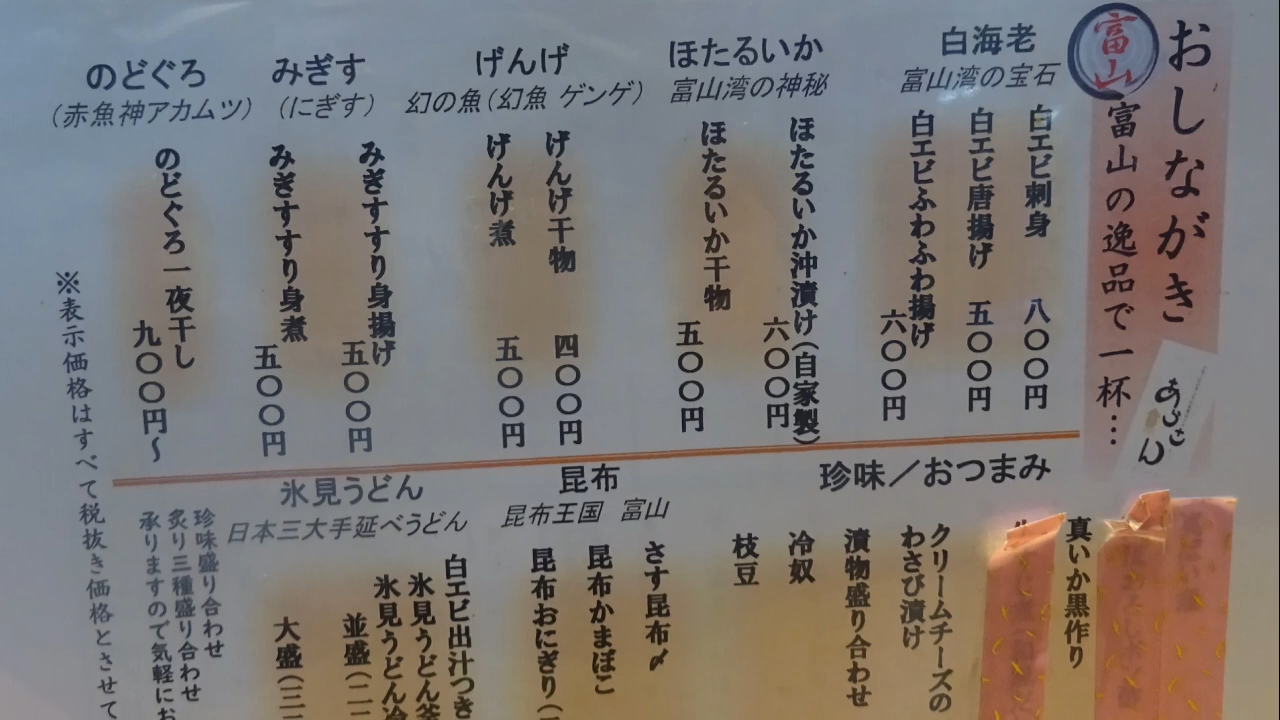 おしながき
富山
富山の逸品で一杯…
白海老
富山湾の宝石
白エビ刺身 八〇〇円
白エビ唐揚げ 五〇〇円
白エビふわふわ揚げ 六〇〇円
ほたるいか
富山湾の神秘
ほたるいか沖漬け(自家製) 六〇〇円
ほたるいか干物 五〇〇円
げんげ
幻の魚(幻魚 ゲンゲ)
げんげ干物 四〇〇円
げんげ煮 五〇〇円
みぎす
(にぎす)
みぎすすり身揚げ 五〇〇円
みぎすすり身煮 五〇〇円
のどぐろ
(赤魚神アカムツ)
のどぐろ一夜干し 九〇〇円〜
珍味/おつまみ
真いか黒作り
クリームチーズの
わさび漬け
漬物盛り合わせ
冷奴
枝豆
昆布
昆布王国 富山
さす昆布〆
昆布かまぼこ
昆布おにぎり(
氷見うどん
日本三大手延べうどん
白エビ出汁つき
氷見うどん釜
氷見うどん冷
並盛(二
大盛(三
珍味盛り合わせ
炙り三種盛り合わせ
承りますので気軽にお
※表示価格はすべて税抜き価格とさせて